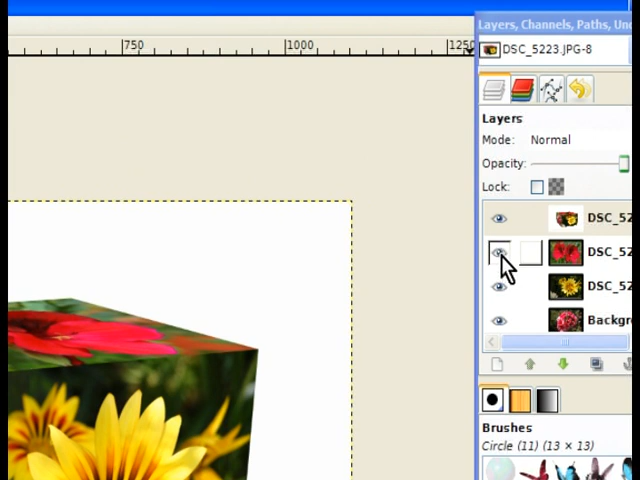 Layers, Channels, Paths, Und
DSC_5223.JPG-8
750
1000
1250
Layers
Mode: Normal
Opacity:
Lock:
DSC_52
DSC_52
DSC_52
Backgro
Brushes
Circle (11) (13 × 13)